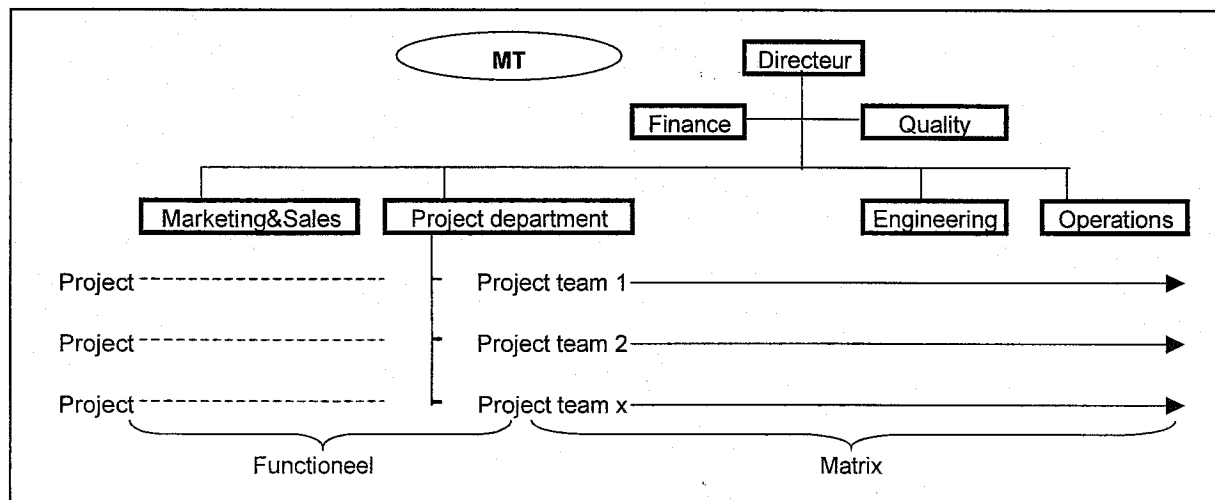 MT
Directeur
Finance
Quality
Marketing&Sales
Project department
Engineering
Operations
Project
Project team 1
Project
Project team 2
Project
Project team x
Functioneel
Matrix